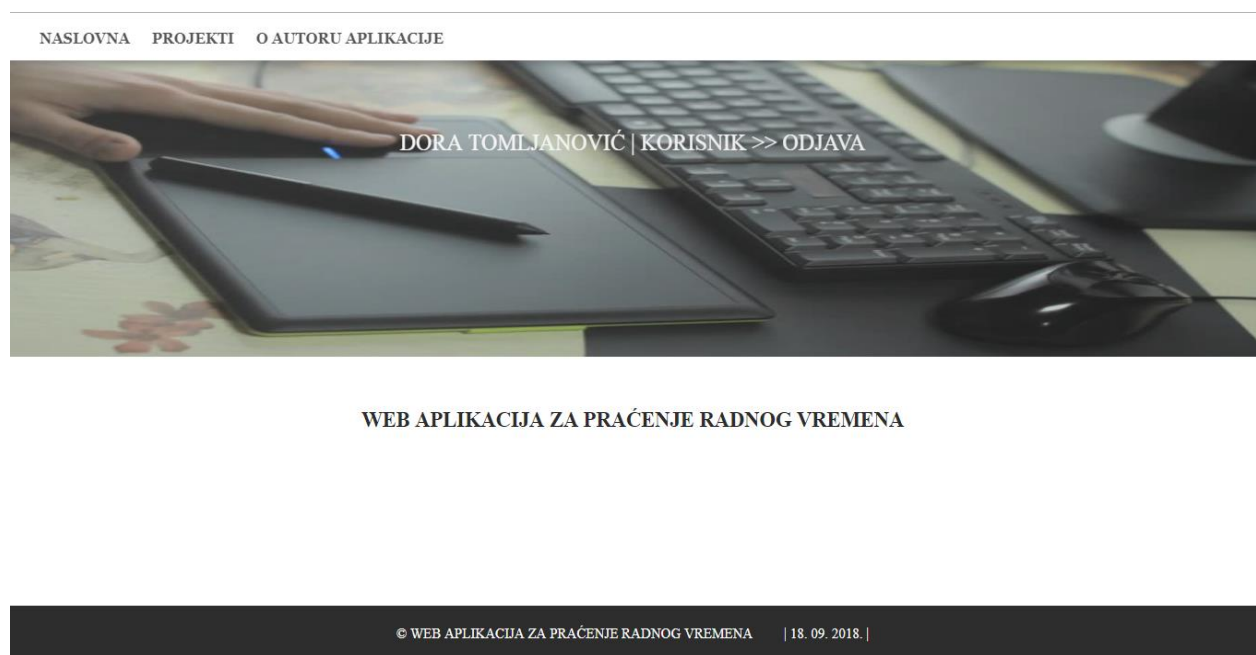 NASLOVNA PROJEKTI O AUTORU APLIKACIJE
DORA TOMLJANOVIĆ | KORISNIK >> ODJAVA
WEB APLIKACIJA ZA PRAĆENJE RADNOG VREMENA
© WEB APLIKACIJA ZA PRAĆENJE RADNOG VREMENA | 18. 09. 2018. |